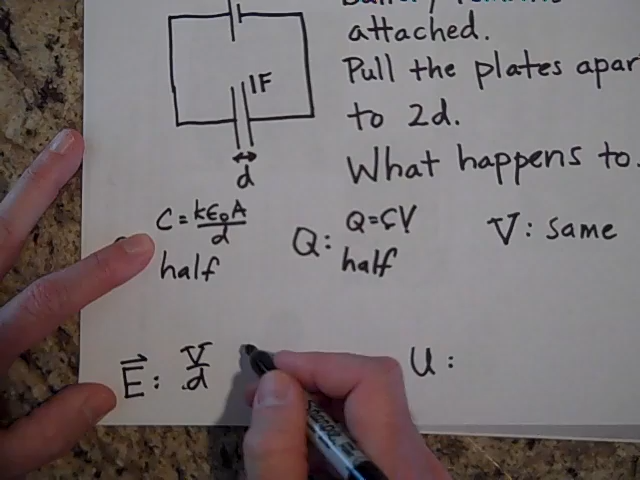 attached.
1F
Pull the plates apar
to 2d.
d
What happens to.
C = kε₀A/d
half
Q: Q=CV
half
V: same
E⃗: V/d
U: